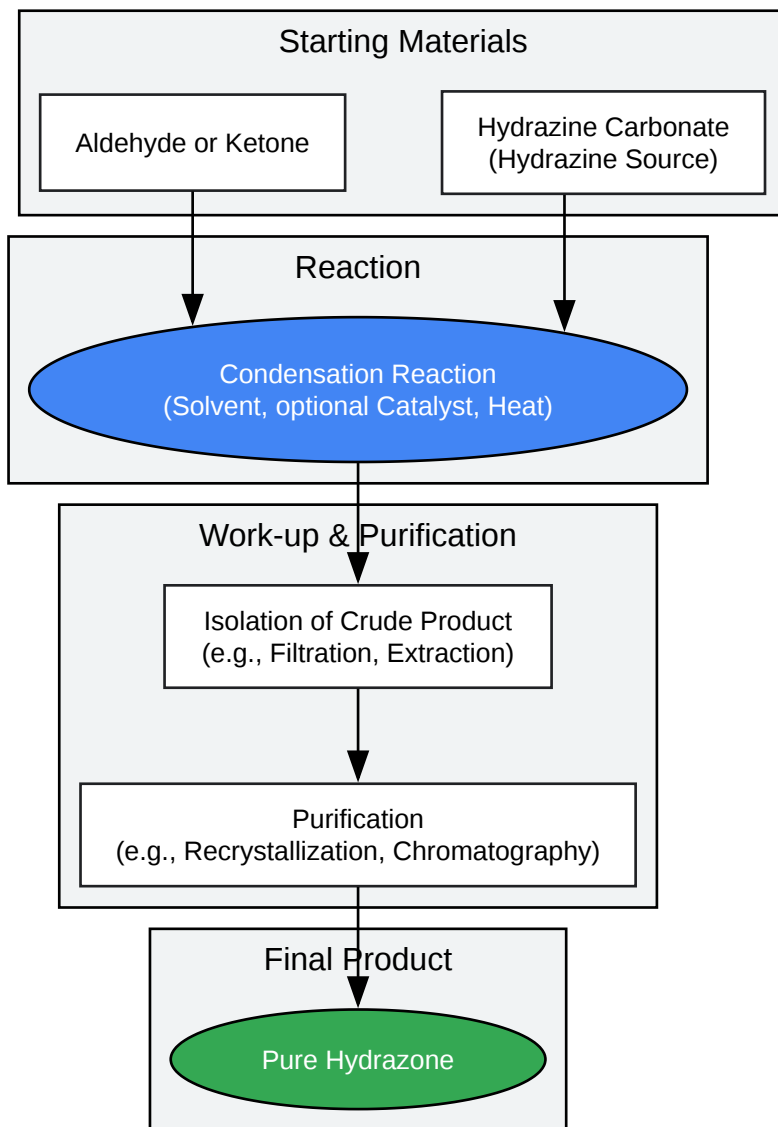 Starting Materials
Aldehyde or Ketone
Hydrazine Carbonate
(Hydrazine Source)
Reaction
Condensation Reaction
(Solvent, optional Catalyst, Heat)
Work-up & Purification
Isolation of Crude Product
(e.g., Filtration, Extraction)
Purification
(e.g., Recrystallization, Chromatography)
Final Product
Pure Hydrazone